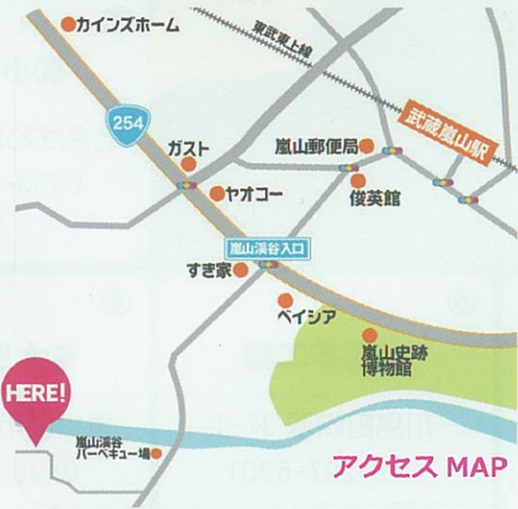 カインズホーム
東武東上線
254
武蔵嵐山駅
ガスト
嵐山郵便局
ヤオコー
俊英館
嵐山渓谷入口
すき家
ベイシア
嵐山史跡
博物館
HERE!
嵐山渓谷
バーベキュー場
アクセス MAP